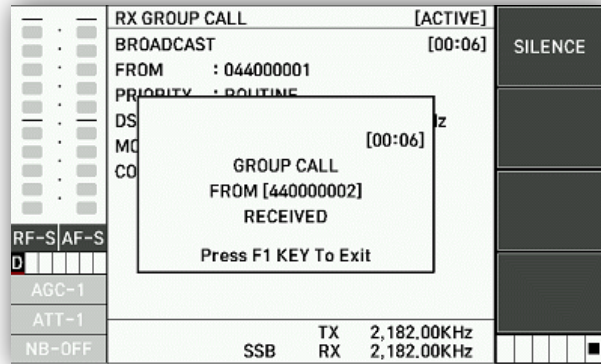 RX GROUP CALL [ACTIVE]
BROADCAST [00:06]
FROM : 044000001
PRIORITY : ROUTINE
DS
MO
CO
[00:06]
GROUP CALL
FROM [440000002]
RECEIVED
Press F1 KEY To Exit
SILENCE
RF-S AF-S
D
AGC-1
ATT-1
NB-OFF
TX 2,182.00KHz
SSB RX 2,182.00KHz